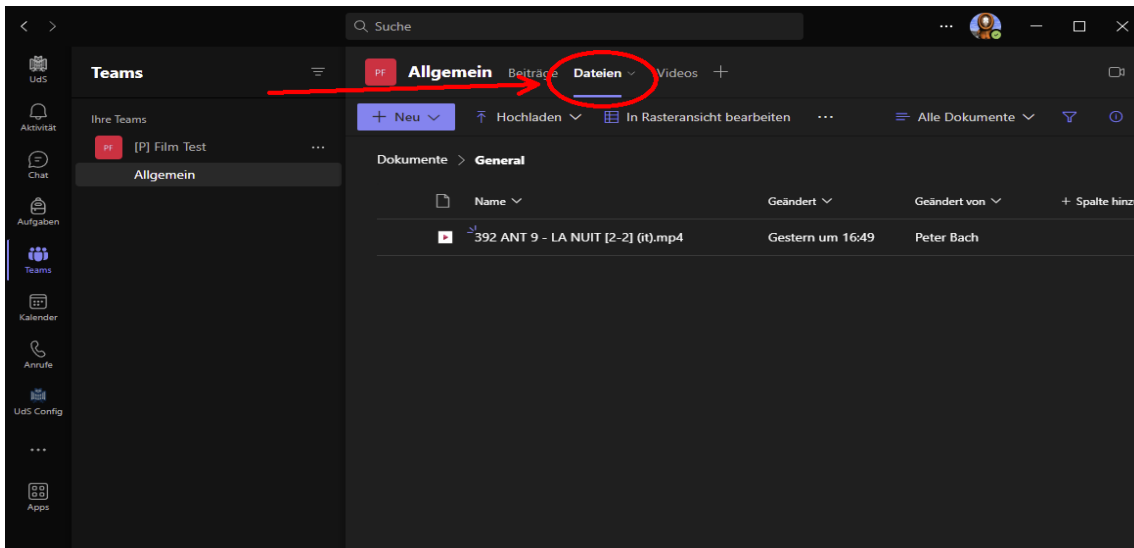 Suche
UdS
Aktivität
Chat
Aufgaben
Teams
Kalender
Anrufe
UdS Config
Apps
Teams
Ihre Teams
PF [P] Film Test
Allgemein
PF Allgemein Beiträge Dateien Videos
Neu Hochladen In Rasteransicht bearbeiten ... Alle Dokumente
Dokumente > General
Name Geändert Geändert von + Spalte hinz
392 ANT 9 - LA NUIT [2-2] (it).mp4 Gestern um 16:49 Peter Bach